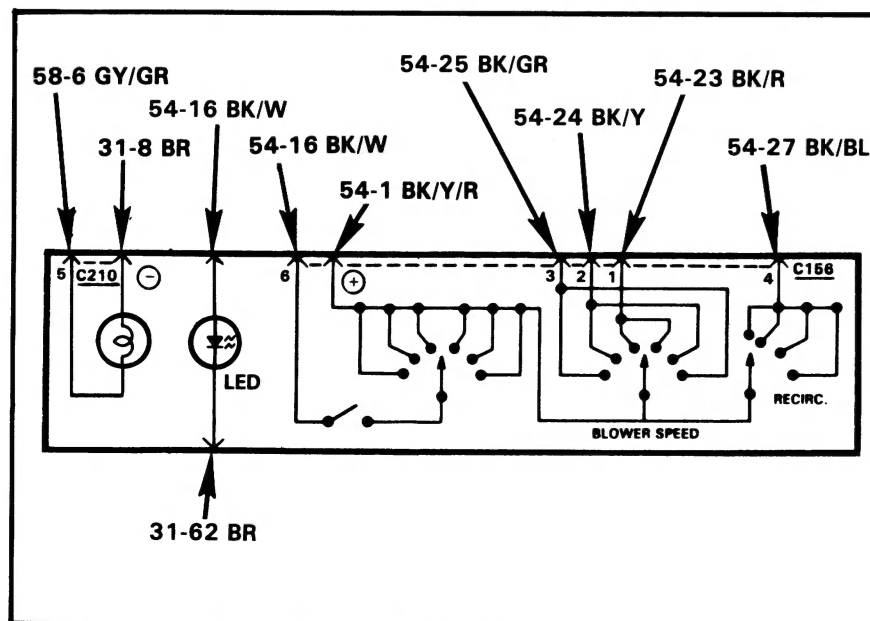 58-6 GY/GR
54-25 BK/GR
54-23 BK/R
54-16 BK/W
54-24 BK/Y
31-8 BR
54-16 BK/W
54-27 BK/BL
54-1 BK/Y/R
5 C210 −
6 +
3 2 1 4 C156
LED
RECIRC.
BLOWER SPEED
31-62 BR